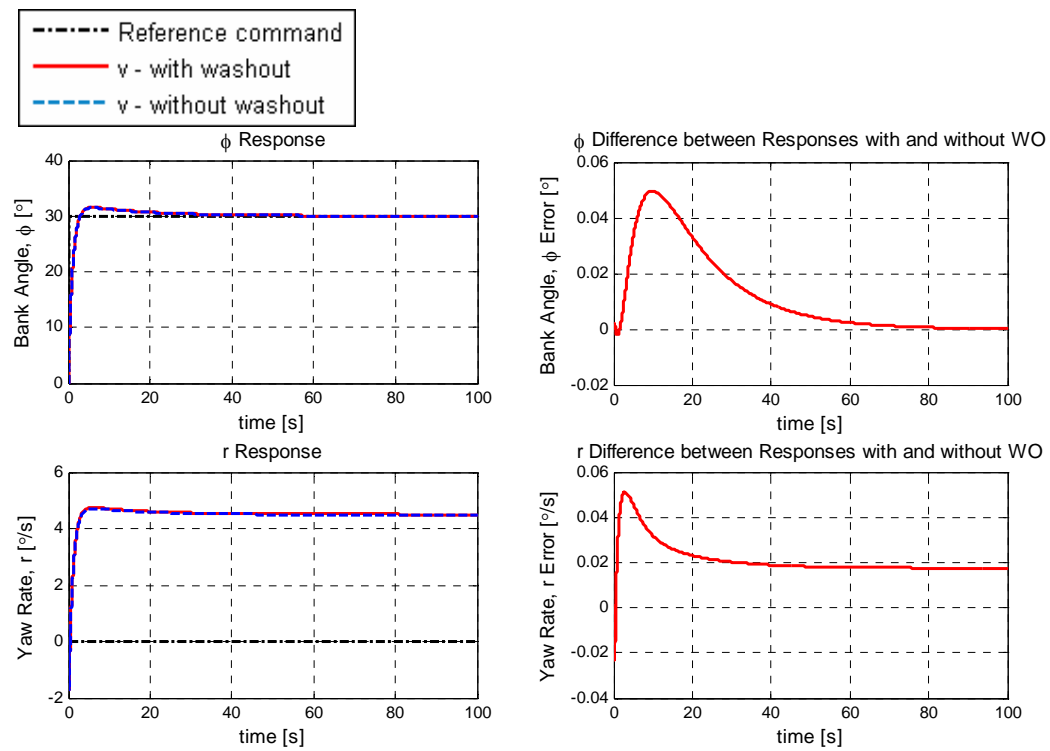 Reference command
v - with washout
v - without washout
ϕ Response
40
30
20
10
0
Bank Angle, ϕ [°]
0 20 40 60 80 100
time [s]
ϕ Difference between Responses with and without WO
0.06
0.04
0.02
0
-0.02
Bank Angle, ϕ Error [°]
0 20 40 60 80 100
time [s]
r Response
6
4
2
0
-2
Yaw Rate, r [°/s]
0 20 40 60 80 100
time [s]
r Difference between Responses with and without WO
0.06
0.04
0.02
0
-0.02
-0.04
Yaw Rate, r Error [°/s]
0 20 40 60 80 100
time [s]